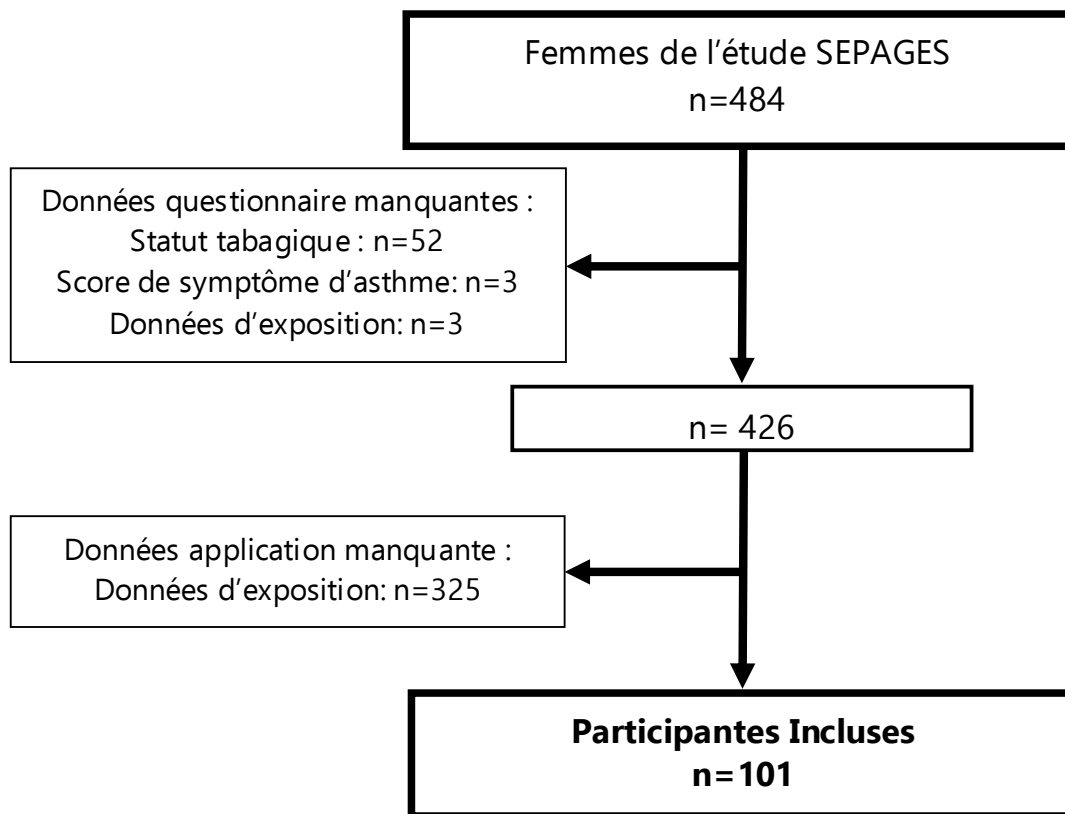 Femmes de l’étude SEPAGES
n=484
Données questionnaire manquantes :
Statut tabagique : n=52
Score de symptôme d’asthme: n=3
Données d’exposition: n=3
n= 426
Données application manquante :
Données d’exposition: n=325
Participantes Incluses
n=101